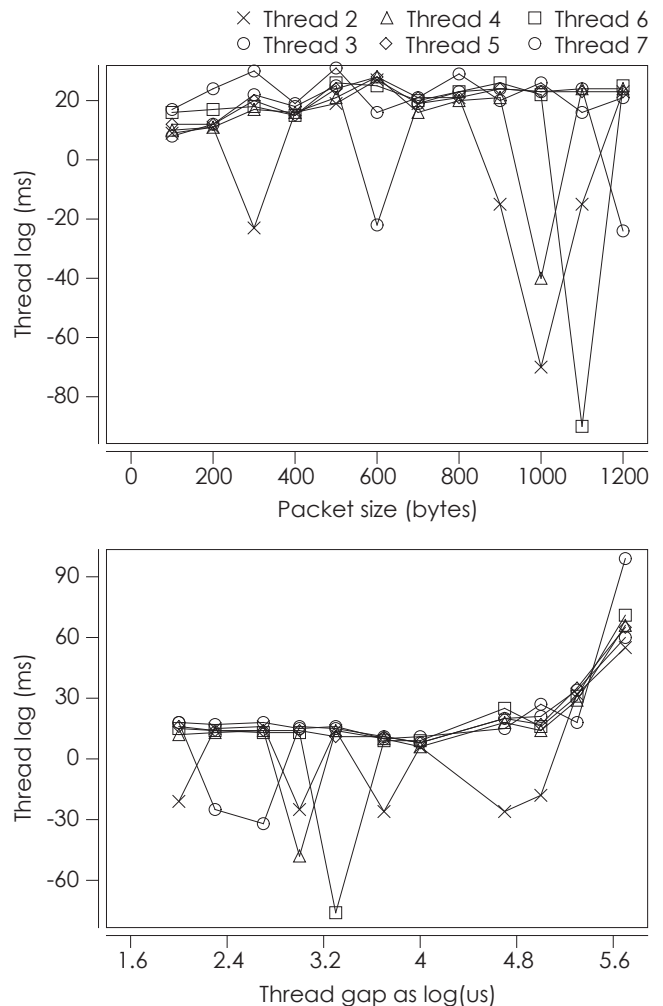 Thread 2 Thread 4 Thread 6
Thread 3 Thread 5 Thread 7
20
0
-20
-40
-60
-80
Thread lag (ms)
0 200 400 600 800 1000 1200
Packet size (bytes)
90
60
30
0
-30
-60
Thread lag (ms)
1.6 2.4 3.2 4 4.8 5.6
Thread gap as log(us)